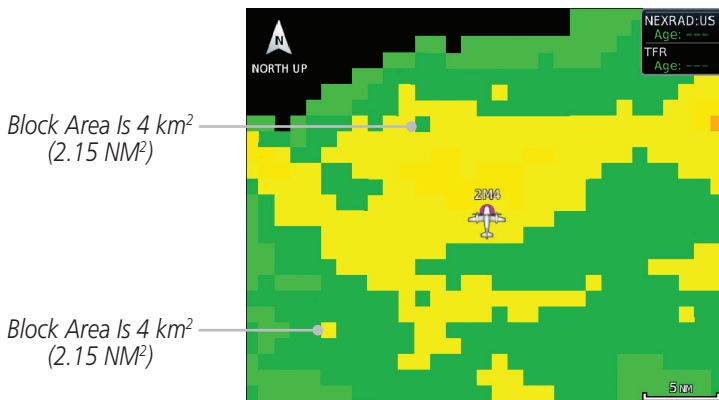 NEXRAD:US
Age: ---
TFR
Age: ---
N
NORTH UP
Block Area Is 4 km²
(2.15 NM²)
2M4
Block Area Is 4 km²
(2.15 NM²)
5 NM